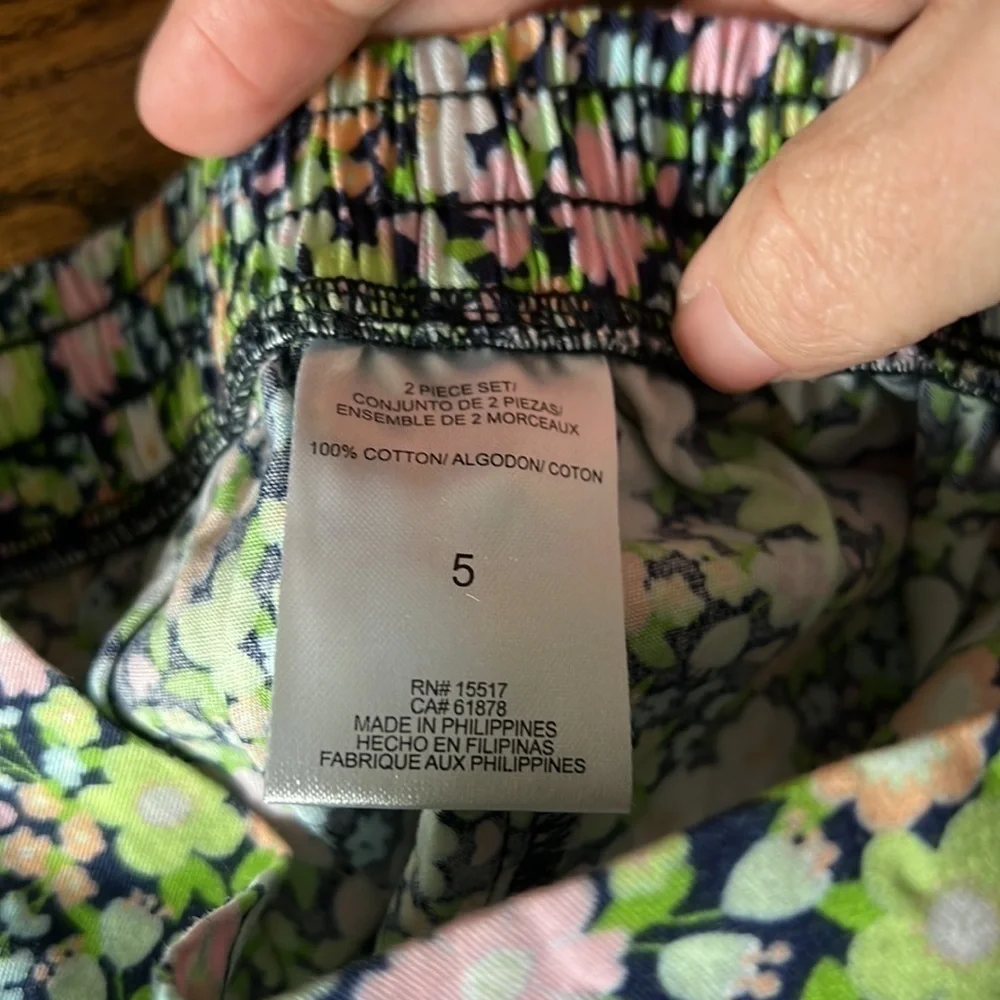 2 PIECE SET/
CONJUNTO DE 2 PIEZAS/
ENSEMBLE DE 2 MORCEAUX
100% COTTON/ ALGODON/ COTON
5
RN# 15517
CA# 61878
MADE IN PHILIPPINES
HECHO EN FILIPINAS
FABRIQUE AUX PHILIPPINES